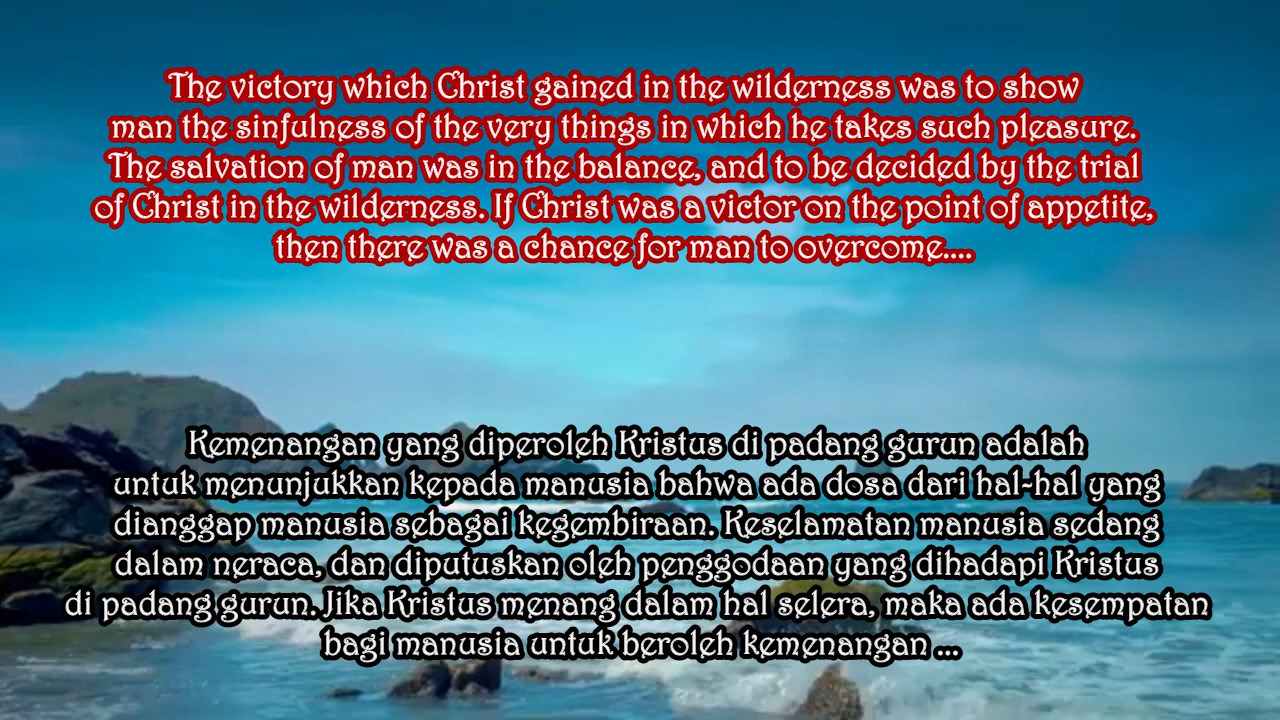 The victory which Christ gained in the wilderness was to show
man the sinfulness of the very things in which he takes such pleasure.
The salvation of man was in the balance, and to be decided by the trial
of Christ in the wilderness. If Christ was a victor on the point of appetite,
then there was a chance for man to overcome....
Kemenangan yang diperoleh Kristus di padang gurun adalah
untuk menunjukkan kepada manusia bahwa ada dosa dari hal-hal yang
dianggap manusia sebagai kegembiraan. Keselamatan manusia sedang
dalam neraca, dan diputuskan oleh penggodaan yang dihadapi Kristus
di padang gurun. Jika Kristus menang dalam hal selera, maka ada kesempatan
bagi manusia untuk beroleh kemenangan ...